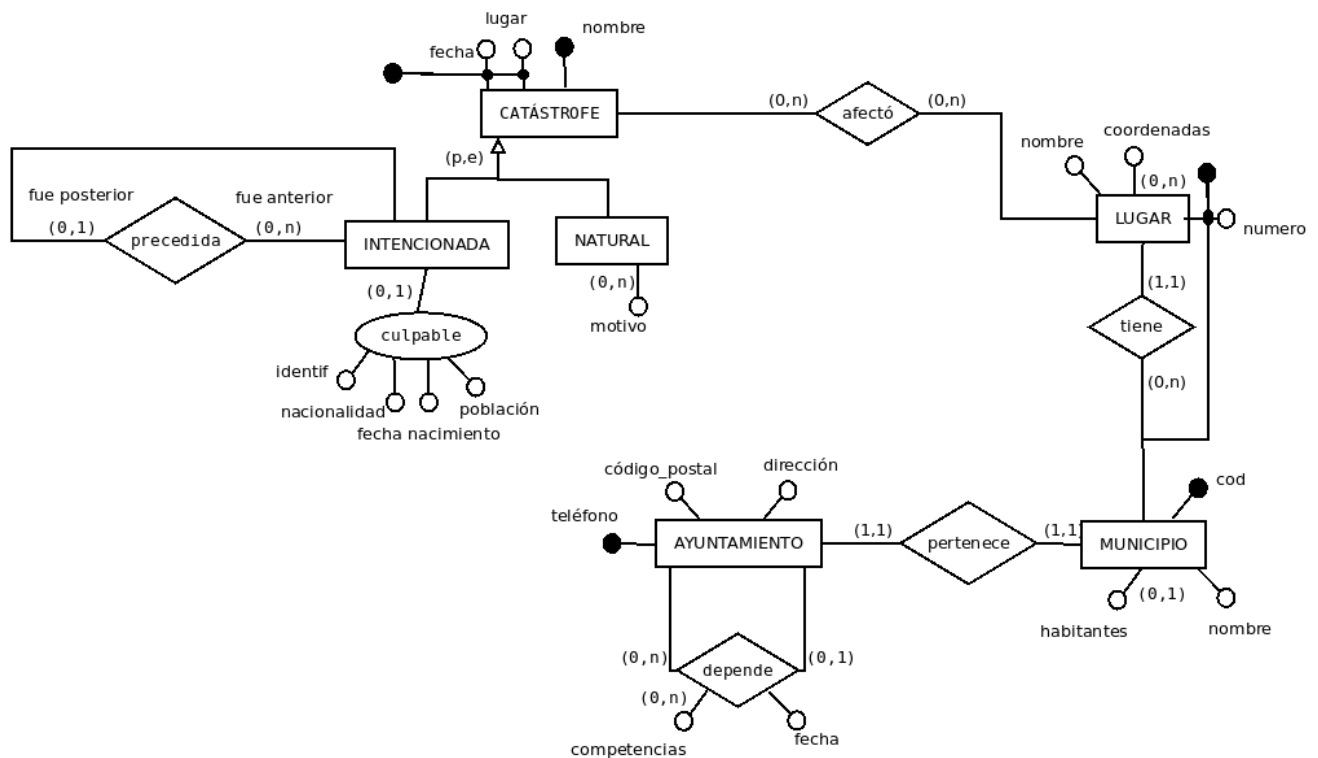 lugar
nombre
fecha
CATÁSTROFE
(0,n)
afectó
(0,n)
nombre
coordenadas
(0,n)
LUGAR
numero
(p,e)
fue posterior
fue anterior
(0,1)
precedida
(0,n)
INTENCIONADA
NATURAL
(0,n)
motivo
(0,1)
culpable
identif
nacionalidad
fecha nacimiento
población
(1,1)
tiene
(0,n)
código_postal
dirección
teléfono
AYUNTAMIENTO
(1,1)
pertenece
(1,1)
MUNICIPIO
cod
(0,1)
habitantes
nombre
(0,n)
depende
(0,1)
(0,n)
competencias
fecha